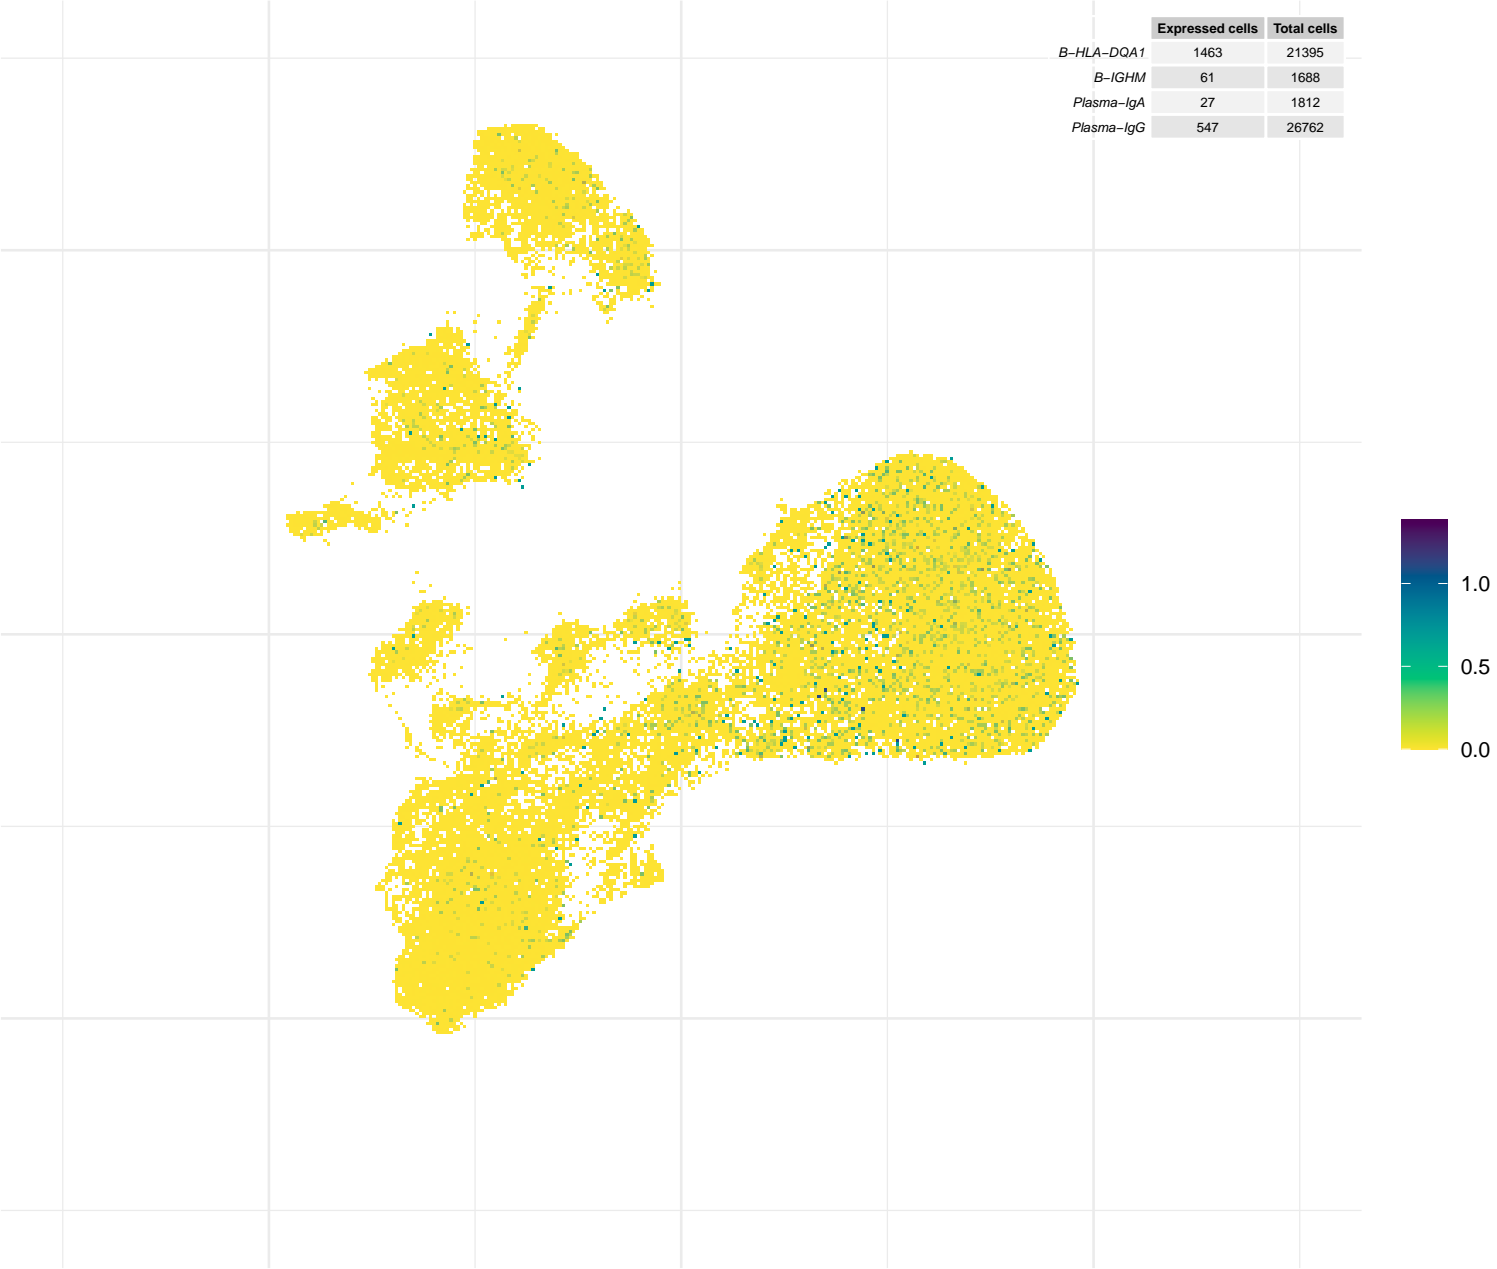 Expressed cells Total cells
B−HLA−DQA1 1463 21395
B−IGHM 61 1688
Plasma−IgA 27 1812
Plasma−IgG 547 26762
1.0
0.5
0.0